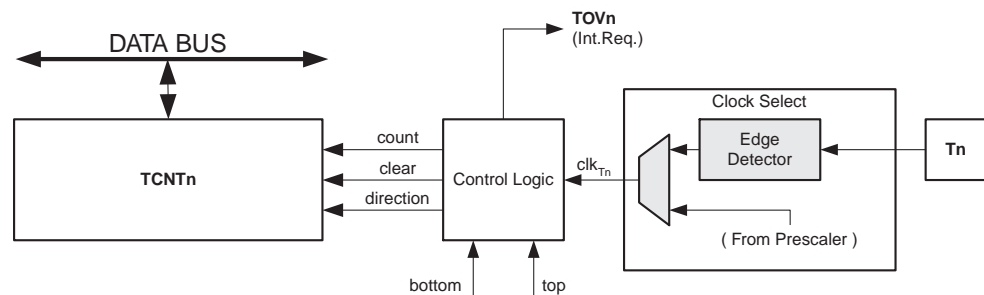 TOVn
(Int.Req.)
DATA BUS
Clock Select
TCNTn
count
clear
direction
Control Logic
clkTn
Edge
Detector
Tn
( From Prescaler )
bottom
top